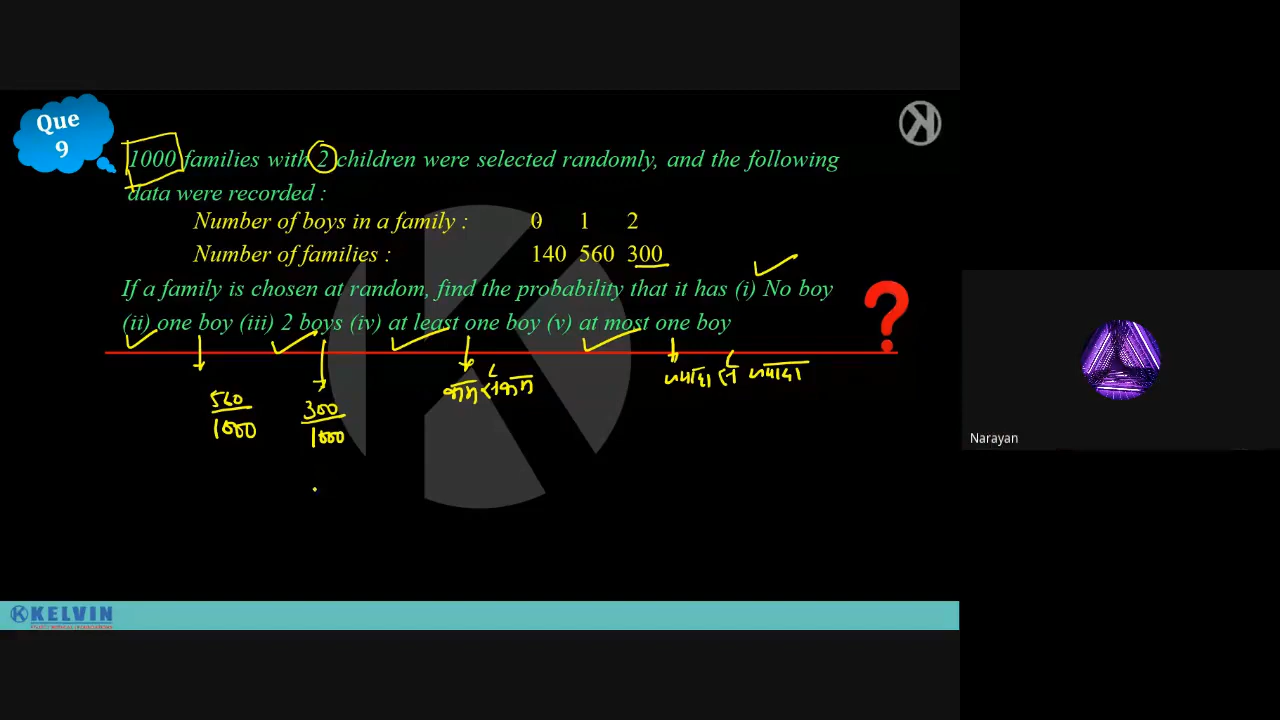 Que
9
1000 families with 2 children were selected randomly, and the following
data were recorded :
Number of boys in a family : 0 1 2
Number of families : 140 560 300
If a family is chosen at random, find the probability that it has (i) No boy
(ii) one boy (iii) 2 boys (iv) at least one boy (v) at most one boy
?
560
1000
300
1000
कम से कम
ज्यादा से ज्यादा
Narayan
KELVIN